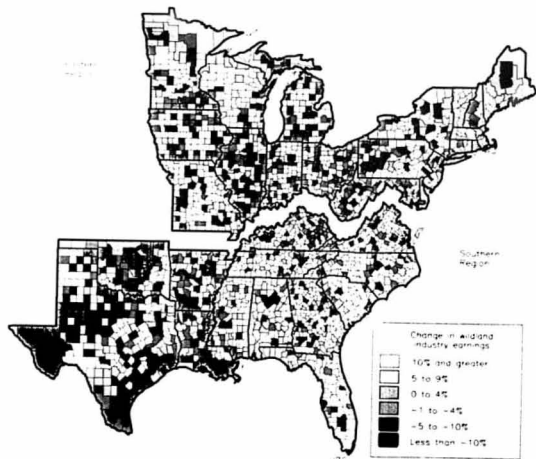 Region
Southern
Region
Change in wildland
industry earnings
10% and greater
5 to 9%
0 to 4%
-1 to -4%
-5 to -10%
Less than -10%